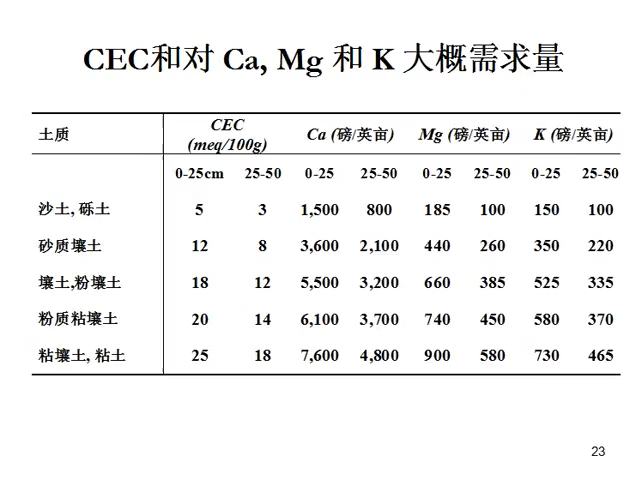 CEC和对 Ca, Mg 和 K 大概需求量
土质 CEC (meq/100g) Ca (磅/英亩) Mg (磅/英亩) K (磅/英亩)
0-25cm 25-50 0-25 25-50 0-25 25-50 0-25 25-50
沙土, 砾土 5 3 1,500 800 185 100 150 100
砂质壤土 12 8 3,600 2,100 440 260 350 220
壤土,粉壤土 18 12 5,500 3,200 660 385 525 335
粉质粘壤土 20 14 6,100 3,700 740 450 580 370
粘壤土, 粘土 25 18 7,600 4,800 900 580 730 465
23